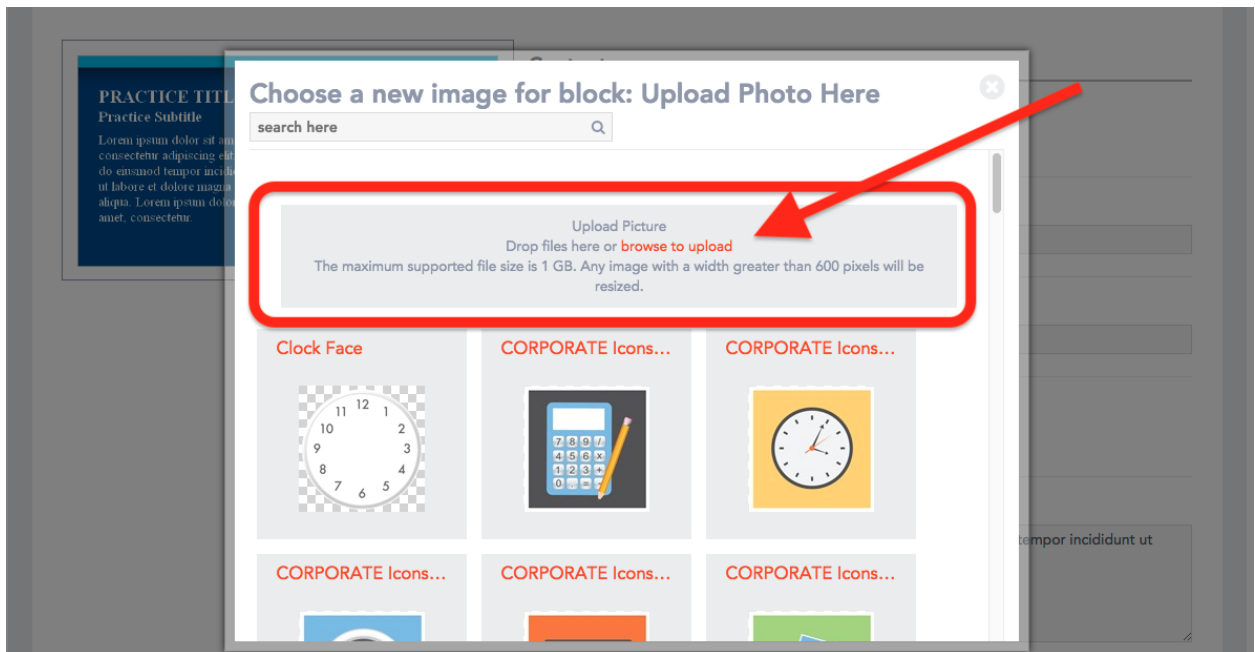 PRACTICE TITL
Practice Subtitle
Lorem ipsum dolor sit am
consectetur adipiscing elit
do eiusmod tempor incidi
ut labore et dolore magna
aliqua. Lorem ipsum dolo
amet, consectetur.
Choose a new image for block: Upload Photo Here
search here
Upload Picture
Drop files here or browse to upload
The maximum supported file size is 1 GB. Any image with a width greater than 600 pixels will be
resized.
Clock Face
CORPORATE Icons...
CORPORATE Icons...
12
11 1
10 2
9 3
8 4
7 5
6
7 8 9 /
4 5 6 x
1 2 3 +
0 . = -
CORPORATE Icons...
CORPORATE Icons...
CORPORATE Icons...
tempor incididunt ut